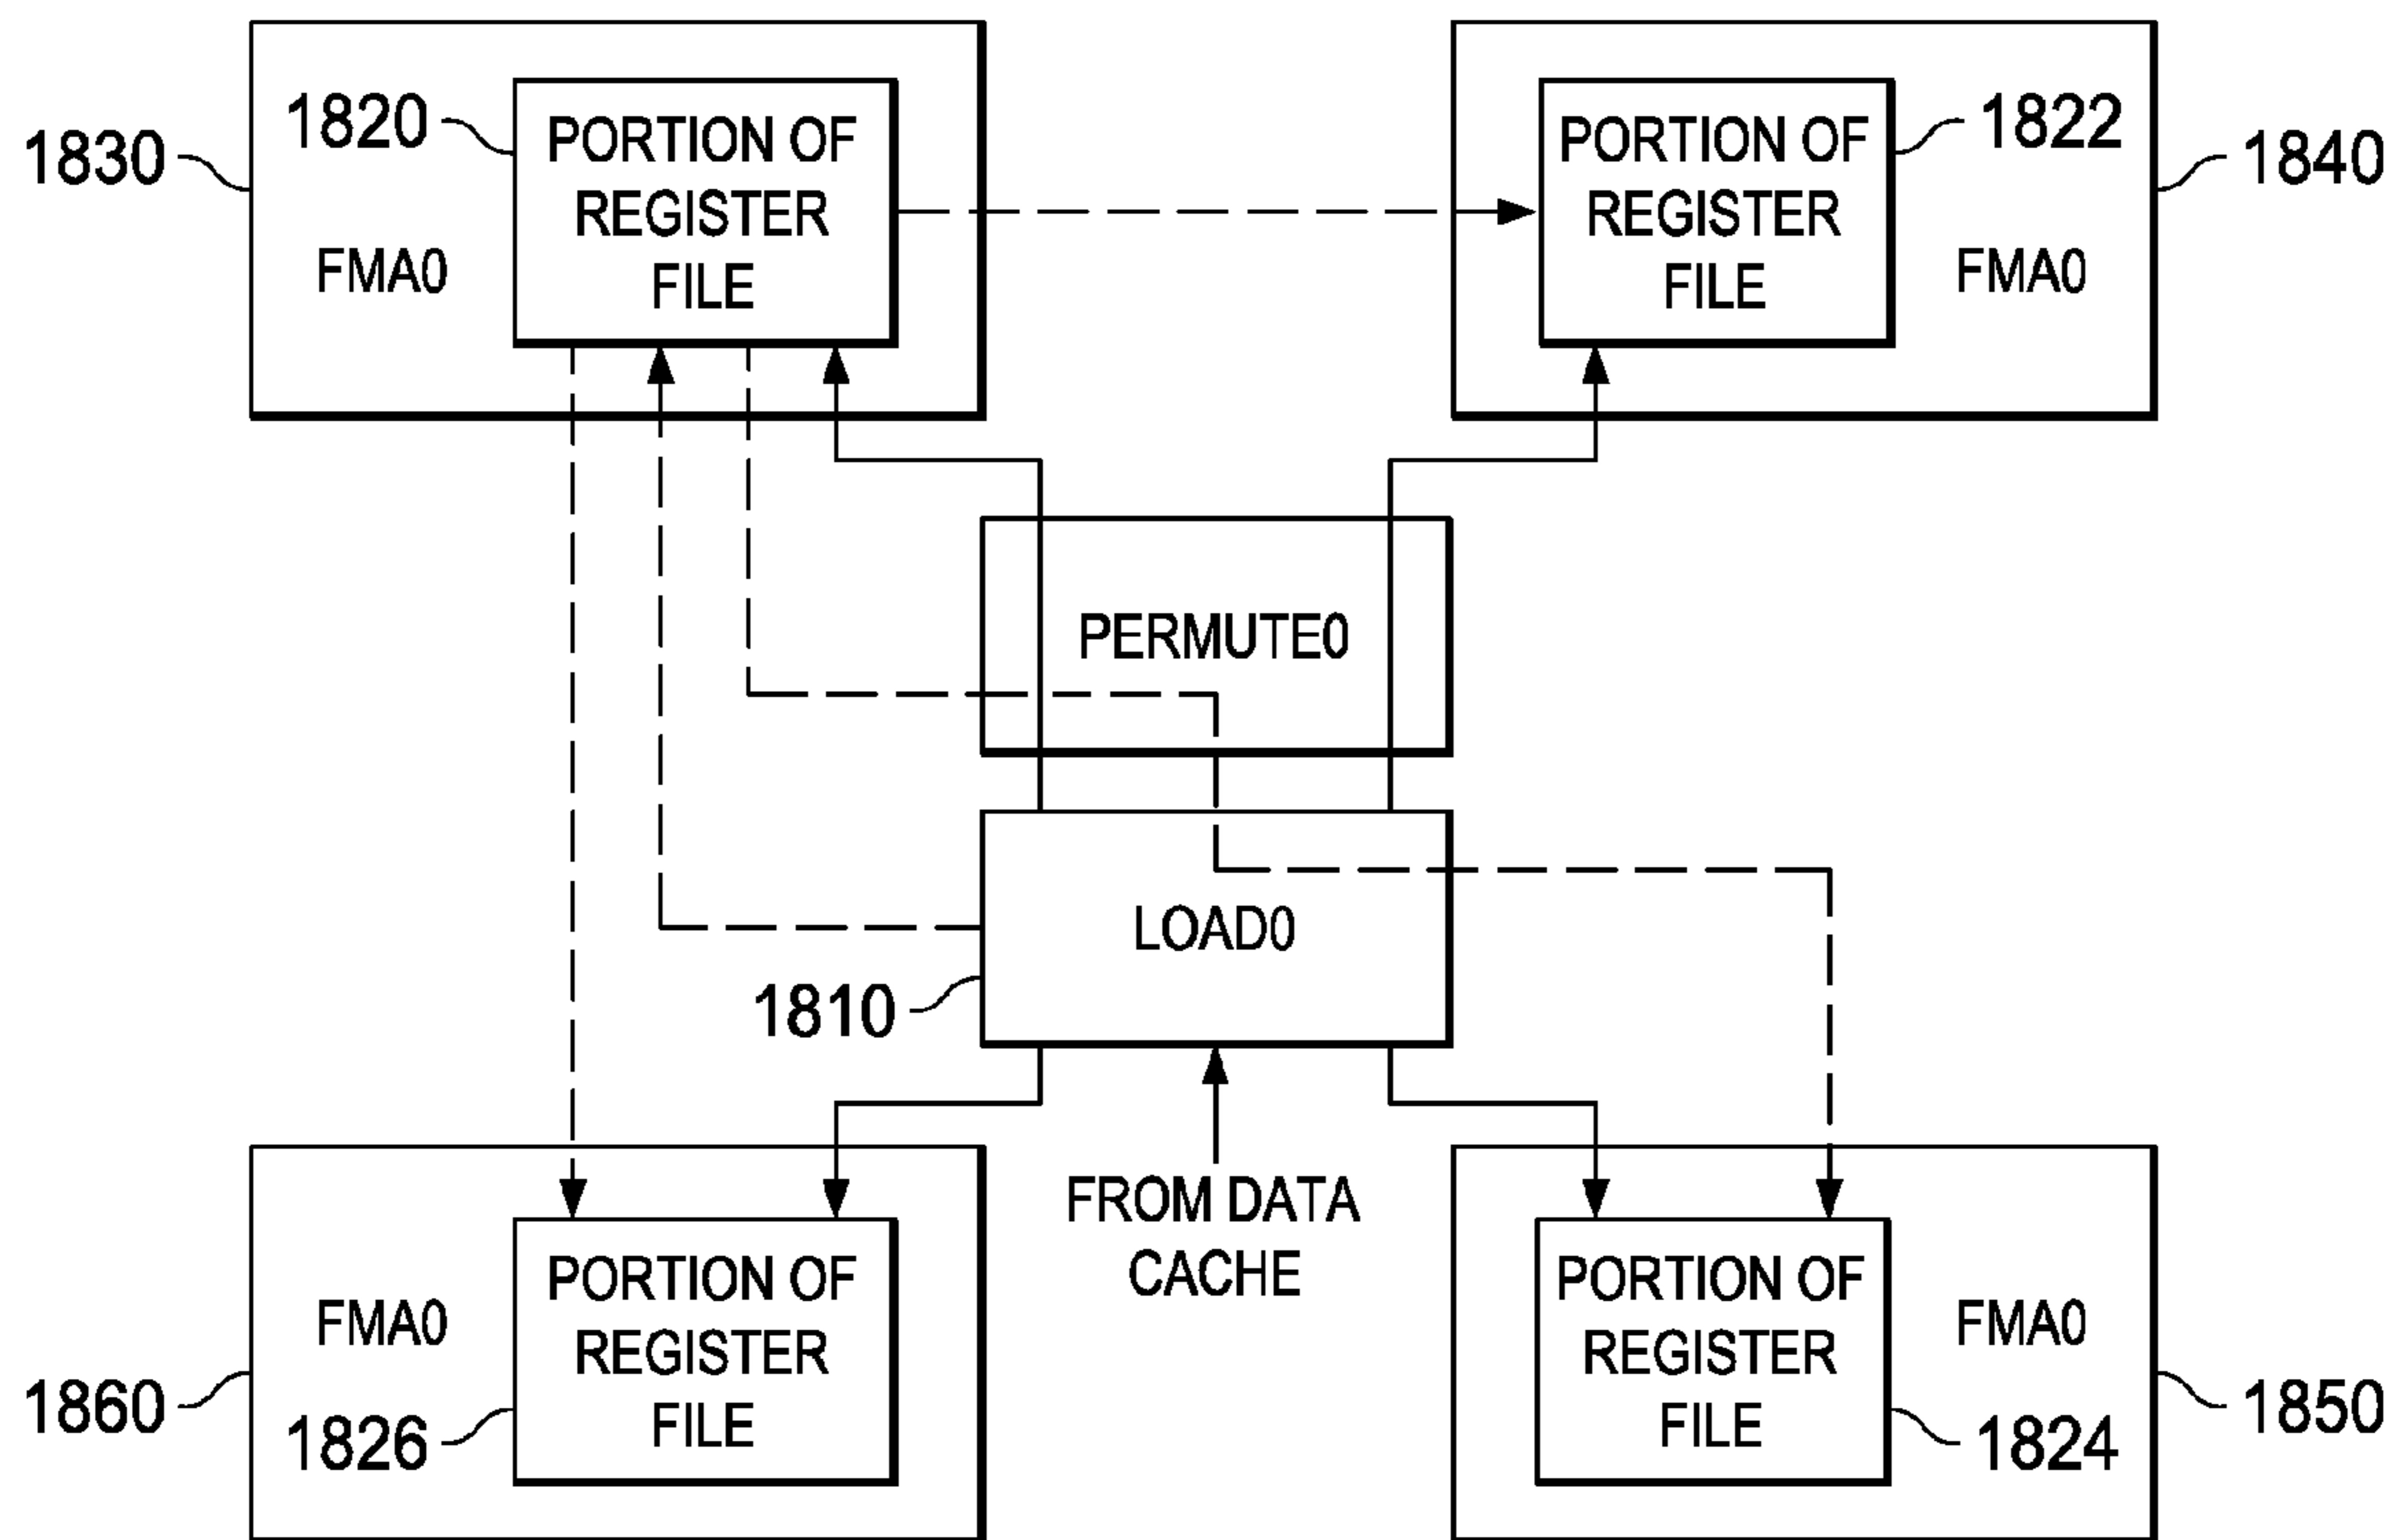 1830
1820
PORTION OF
REGISTER
FILE
FMA0
PORTION OF
REGISTER
FILE
1822
1840
FMA0
PERMUTE0
LOAD0
1810
FROM DATA
CACHE
FMA0
1860
1826
PORTION OF
REGISTER
FILE
PORTION OF
REGISTER
FILE
FMA0
1850
1824